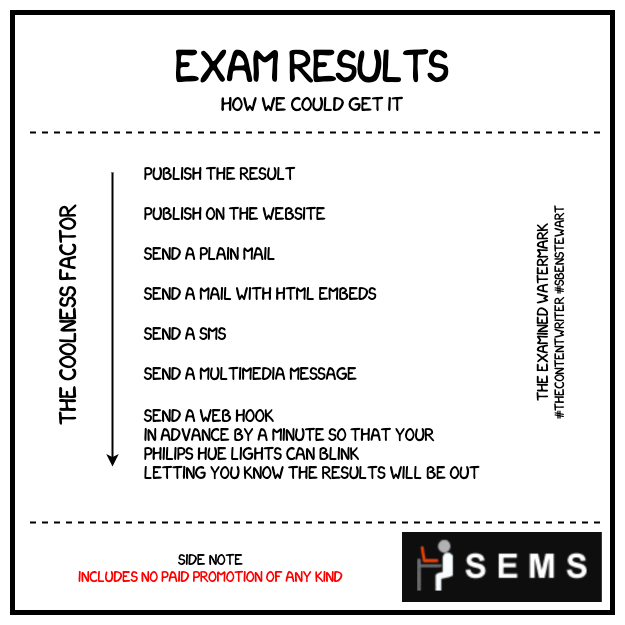 EXAM RESULTS
HOW WE COULD GET IT
THE COOLNESS FACTOR
PUBLISH THE RESULT
PUBLISH ON THE WEBSITE
SEND A PLAIN MAIL
SEND A MAIL WITH HTML EMBEDS
SEND A SMS
SEND A MULTIMEDIA MESSAGE
SEND A WEB HOOK
IN ADVANCE BY A MINUTE SO THAT YOUR
PHILIPS HUE LIGHTS CAN BLINK
LETTING YOU KNOW THE RESULTS WILL BE OUT
THE EXAMINED WATERMARK
#THECONTENTWRITER #SBENSTEWART
SIDE NOTE
INCLUDES NO PAID PROMOTION OF ANY KIND
SEMS